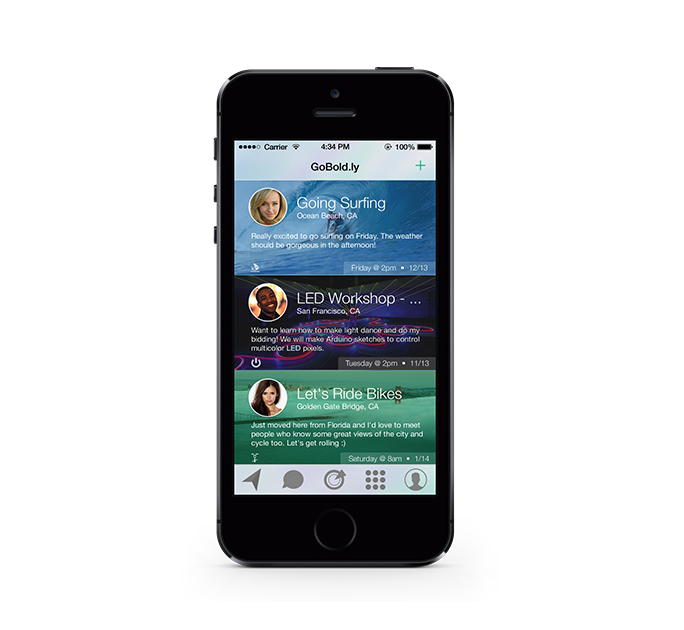 Carrier 4:34 PM 100%
GoBold.ly +
Going Surfing
Ocean Beach, CA
Really excited to go surfing on Friday. The weather
should be gorgeous in the afternoon!
Friday @ 2pm • 12/13
LED Workshop - ...
San Francisco, CA
Want to learn how to make light dance and do my
bidding! We will make Arduino sketches to control
multicolor LED pixels.
Tuesday @ 2pm • 11/13
Let's Ride Bikes
Golden Gate Bridge, CA
Just moved here from Florida and I'd love to meet
people who know some great views of the city and
cycle too. Let's get rolling :)
Saturday @ 8am • 1/14